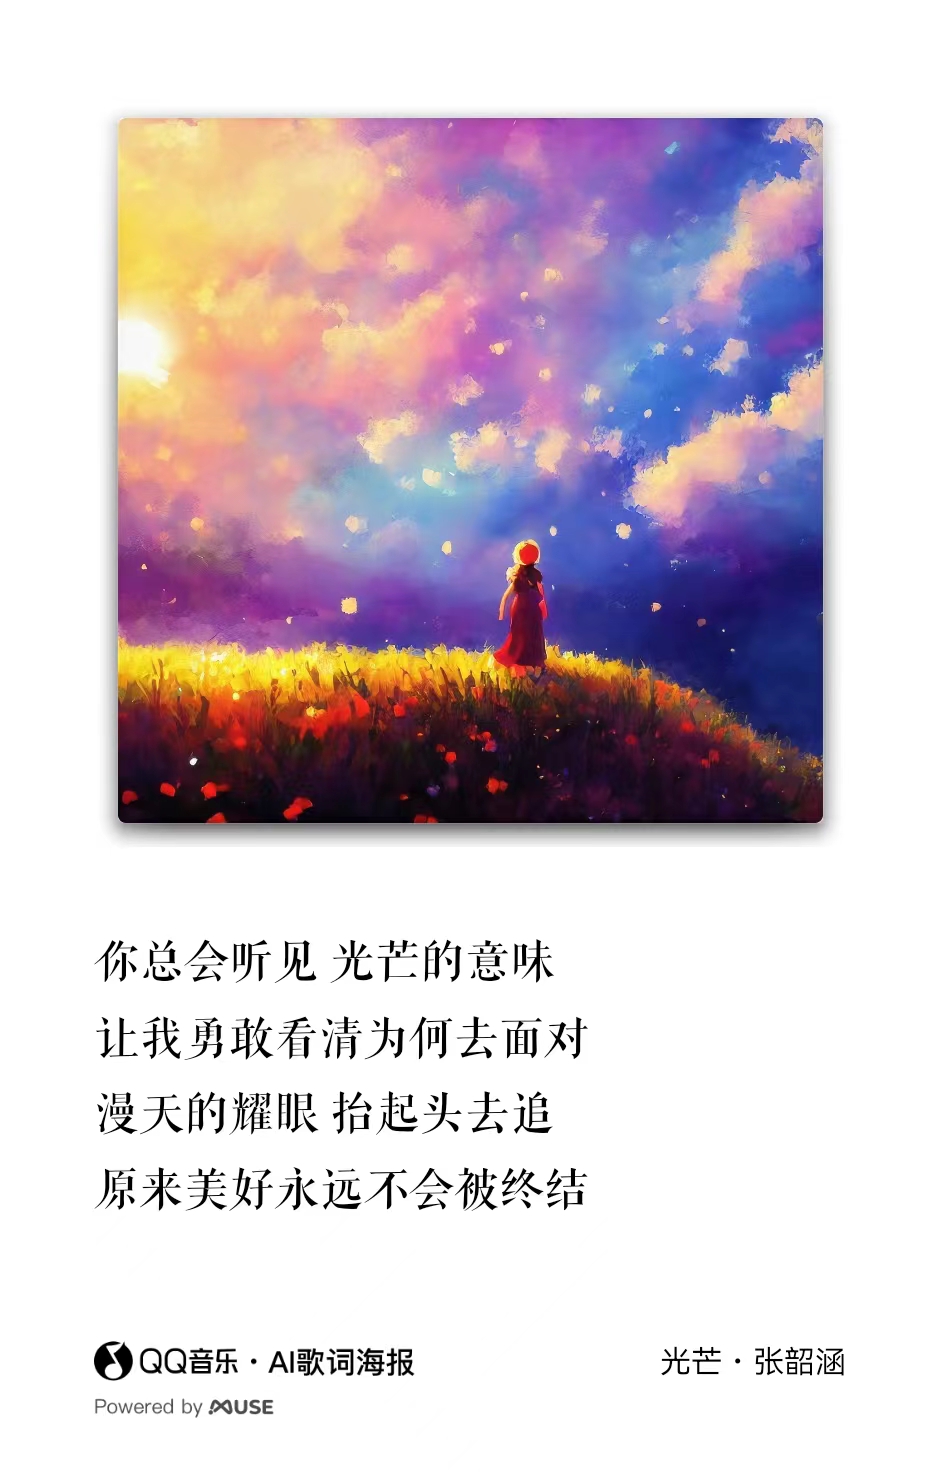 你总会听见 光芒的意味
让我勇敢看清为何去面对
漫天的耀眼 抬起头去追
原来美好永远不会被终结
QQ音乐·AI歌词海报
光芒·张韶涵
Powered by MUSE